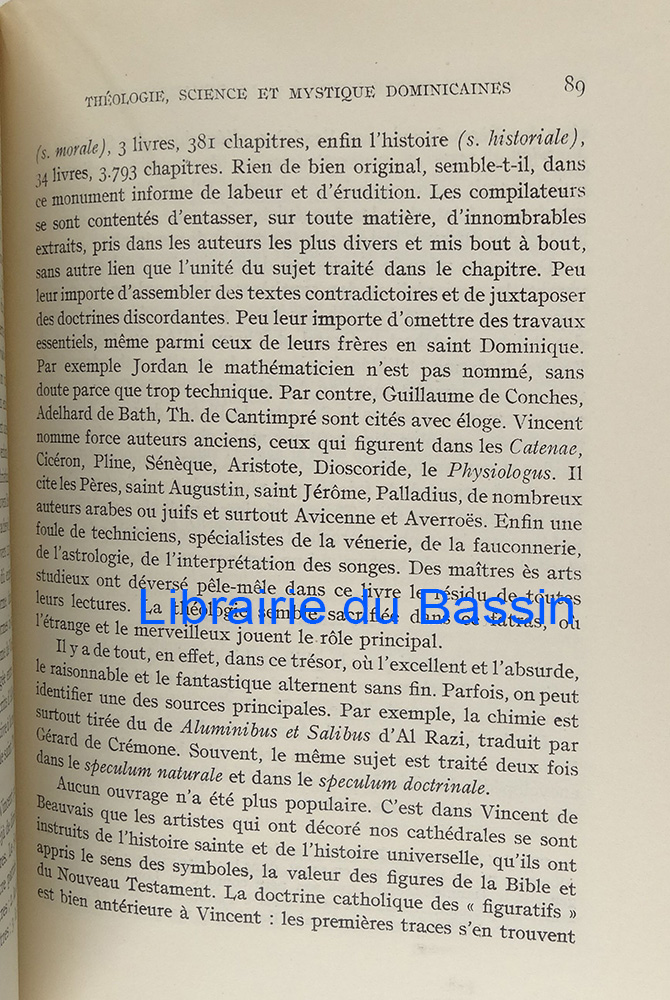 THÉOLOGIE, SCIENCE ET MYSTIQUE DOMINICAINES 89
(s. morale), 3 livres, 381 chapitres, enfin l'histoire (s. historiale),
34 livres, 3.793 chapitres. Rien de bien original, semble-t-il, dans
ce monument informe de labeur et d'érudition. Les compilateurs
se sont contentés d'entasser, sur toute matière, d'innombrables
extraits, pris dans les auteurs les plus divers et mis bout à bout,
sans autre lien que l'unité du sujet traité dans le chapitre. Peu
leur importe d'assembler des textes contradictoires et de juxtaposer
des doctrines discordantes. Peu leur importe d'omettre des travaux
essentiels, même parmi ceux de leurs frères en saint Dominique.
Par exemple Jordan le mathématicien n'est pas nommé, sans
doute parce que trop technique. Par contre, Guillaume de Conches,
Adelhard de Bath, Th. de Cantimpré sont cités avec éloge. Vincent
nomme force auteurs anciens, ceux qui figurent dans les Catenae,
Cicéron, Pline, Sénèque, Aristote, Dioscoride, le Physiologus. Il
cite les Pères, saint Augustin, saint Jérôme, Palladius, de nombreux
auteurs arabes ou juifs et surtout Avicenne et Averroës. Enfin une
foule de techniciens, spécialistes de la vénerie, de la fauconnerie,
de l'astrologie, de l'interprétation des songes. Des maîtres ès arts
studieux ont déversé pêle-mêle dans ce livre le résidu de toutes
leurs lectures. La théologie semble sacrifiée dans ce fatras, où
Librairie du Bassin
l'étrange et le merveilleux jouent le rôle principal.
Il y a de tout, en effet, dans ce trésor, où l'excellent et l'absurde,
le raisonnable et le fantastique alternent sans fin. Parfois, on peut
identifier une des sources principales. Par exemple, la chimie est
surtout tirée du de Aluminibus et Salibus d'Al Razi, traduit par
Gérard de Crémone. Souvent, le même sujet est traité deux fois
dans le speculum naturale et dans le speculum doctrinale.
Aucun ouvrage n'a été plus populaire. C'est dans Vincent de
Beauvais que les artistes qui ont décoré nos cathédrales se sont
instruits de l'histoire sainte et de l'histoire universelle, qu'ils ont
appris le sens des symboles, la valeur des figures de la Bible et
du Nouveau Testament. La doctrine catholique des « figuratifs »
est bien antérieure à Vincent : les premières traces s'en trouvent